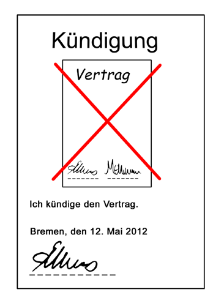 Kündigung
Vertrag
Ich kündige den Vertrag.
Bremen, den 12. Mai 2012